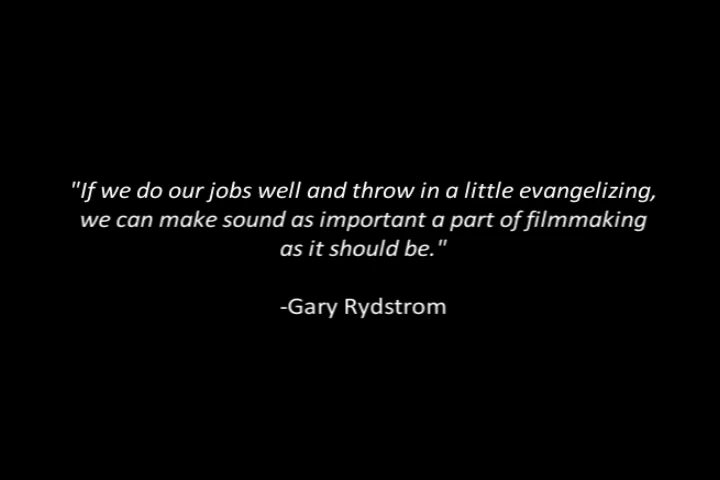 "If we do our jobs well and throw in a little evangelizing,
we can make sound as important a part of filmmaking
as it should be."
-Gary Rydstrom